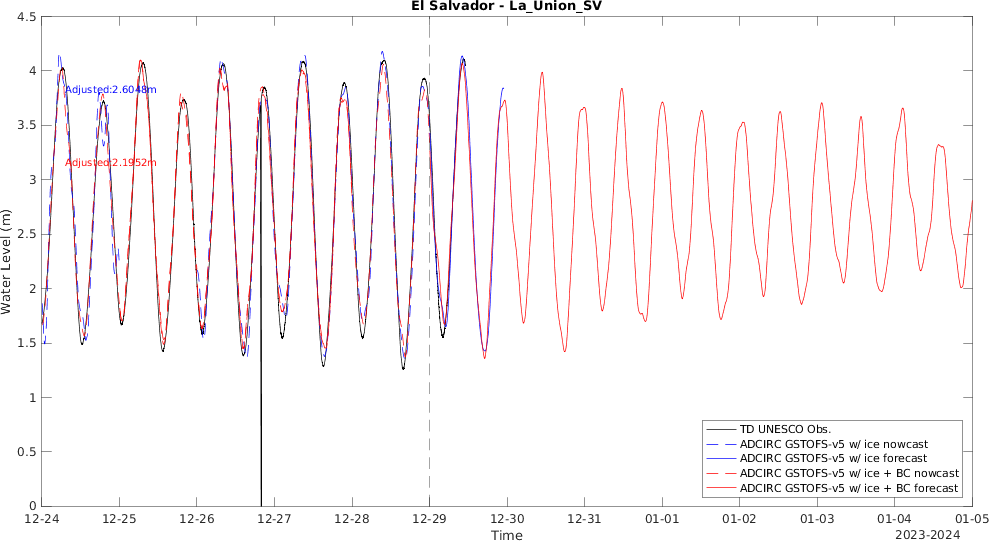 El Salvador - La_Union_SV
Water Level (m)
4.5
4
3.5
3
2.5
2
1.5
1
0.5
0
Adjusted:2.6048m
Adjusted:2.1952m
TD UNESCO Obs.
ADCIRC GSTOFS-v5 w/ ice nowcast
ADCIRC GSTOFS-v5 w/ ice forecast
ADCIRC GSTOFS-v5 w/ ice + BC nowcast
ADCIRC GSTOFS-v5 w/ ice + BC forecast
12-24 12-25 12-26 12-27 12-28 12-29 12-30 12-31 01-01 01-02 01-03 01-04 01-05
Time
2023-2024